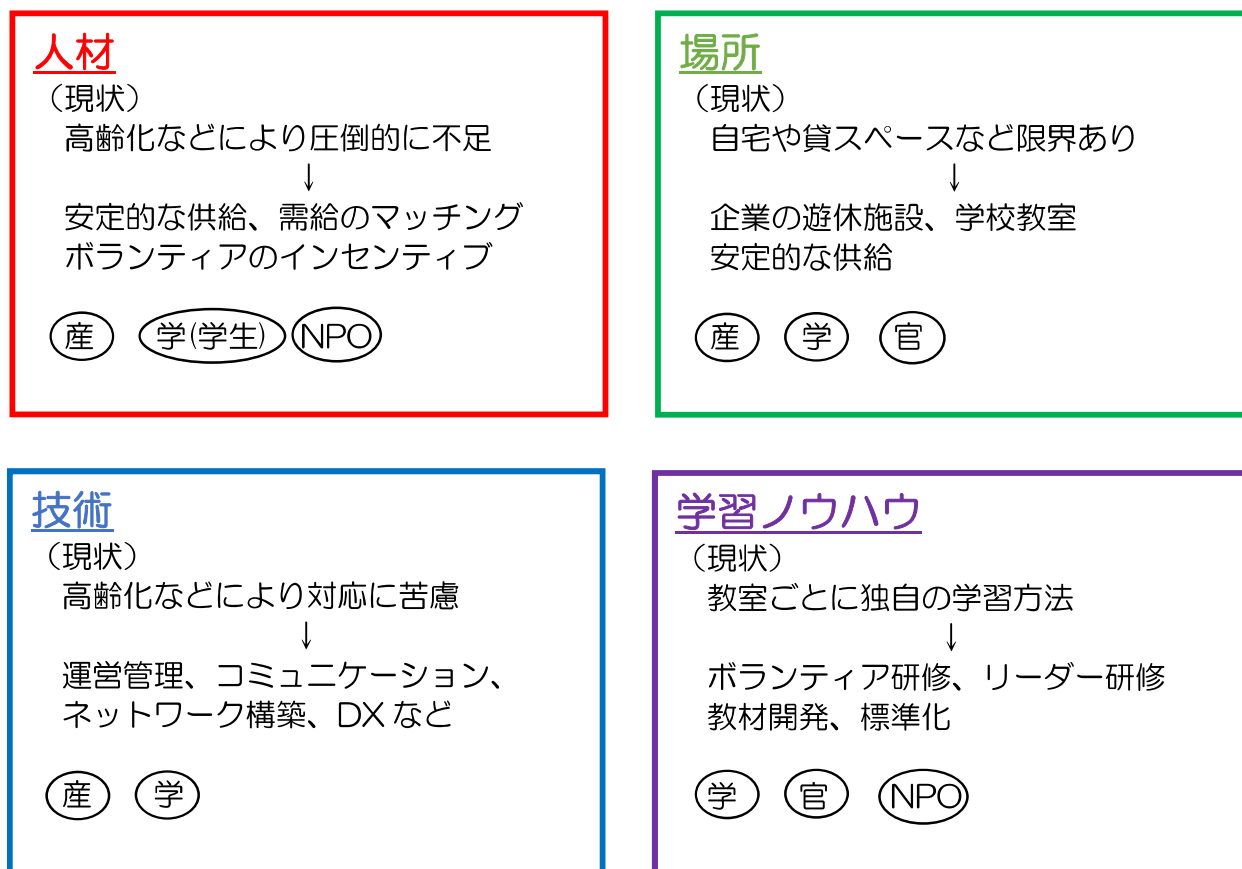 人材
（現状）
高齢化などにより圧倒的に不足
↓
安定的な供給、需給のマッチング
ボランティアのインセンティブ
産 学(学生) NPO
場所
（現状）
自宅や貸スペースなど限界あり
↓
企業の遊休施設、学校教室
安定的な供給
産 学 官
技術
（現状）
高齢化などにより対応に苦慮
↓
運営管理、コミュニケーション、
ネットワーク構築、DXなど
産 学
学習ノウハウ
（現状）
教室ごとに独自の学習方法
↓
ボランティア研修、リーダー研修
教材開発、標準化
学 官 NPO